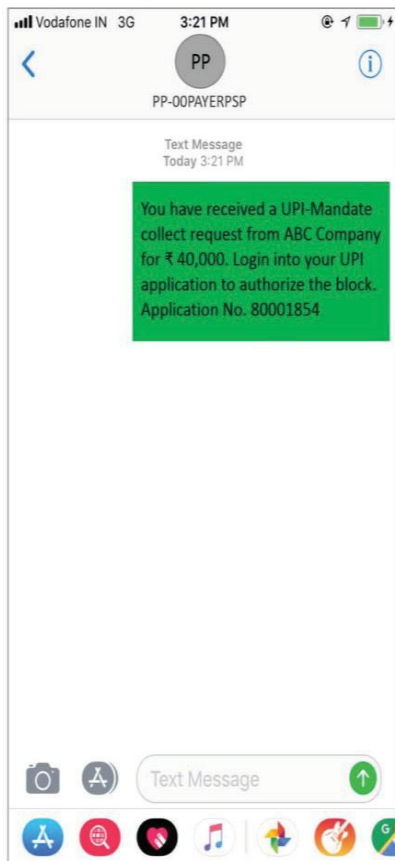 Vodafone IN 3G 3:21 PM
PP
PP-00PAYERPSP
Text Message
Today 3:21 PM
You have received a UPI-Mandate
collect request from ABC Company
for ₹ 40,000. Login into your UPI
application to authorize the block.
Application No. 80001854
Text Message
G